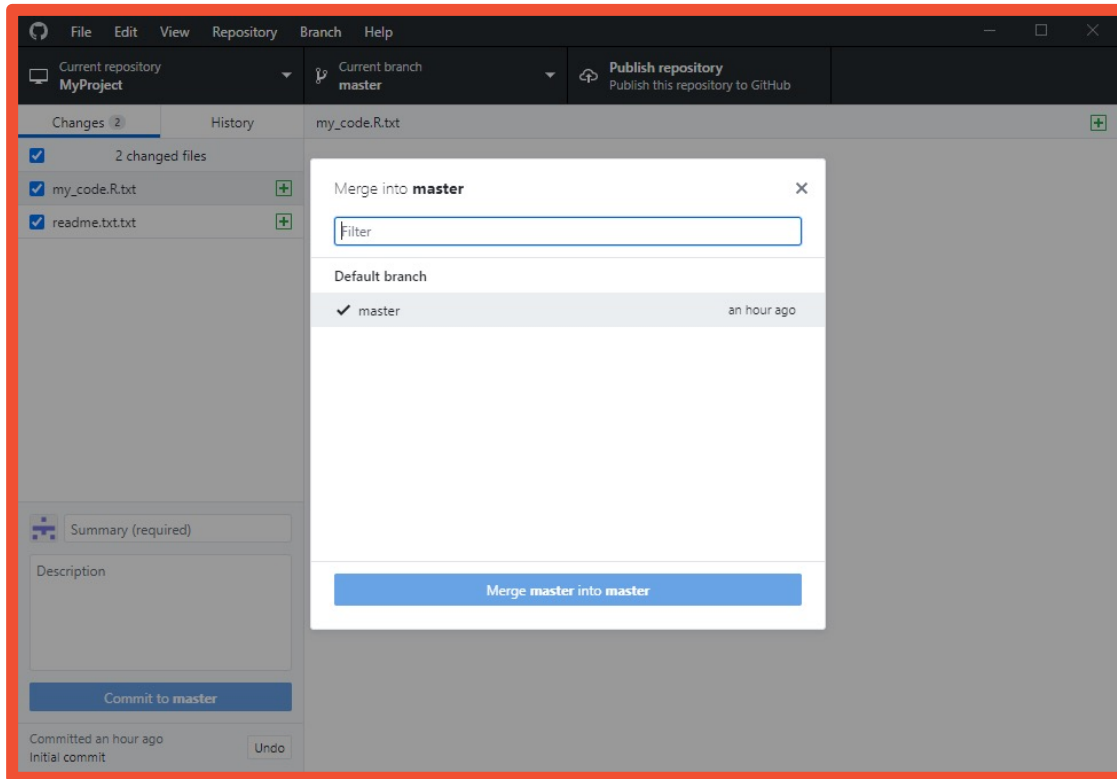 File Edit View Repository Branch Help
Current repository
MyProject
Current branch
master
Publish repository
Publish this repository to GitHub
Changes 2
History
my_code.R.txt
2 changed files
my_code.R.txt
readme.txt.txt
Merge into master
Filter
Default branch
master
an hour ago
Merge master into master
Summary (required)
Description
Commit to master
Committed an hour ago
Initial commit
Undo